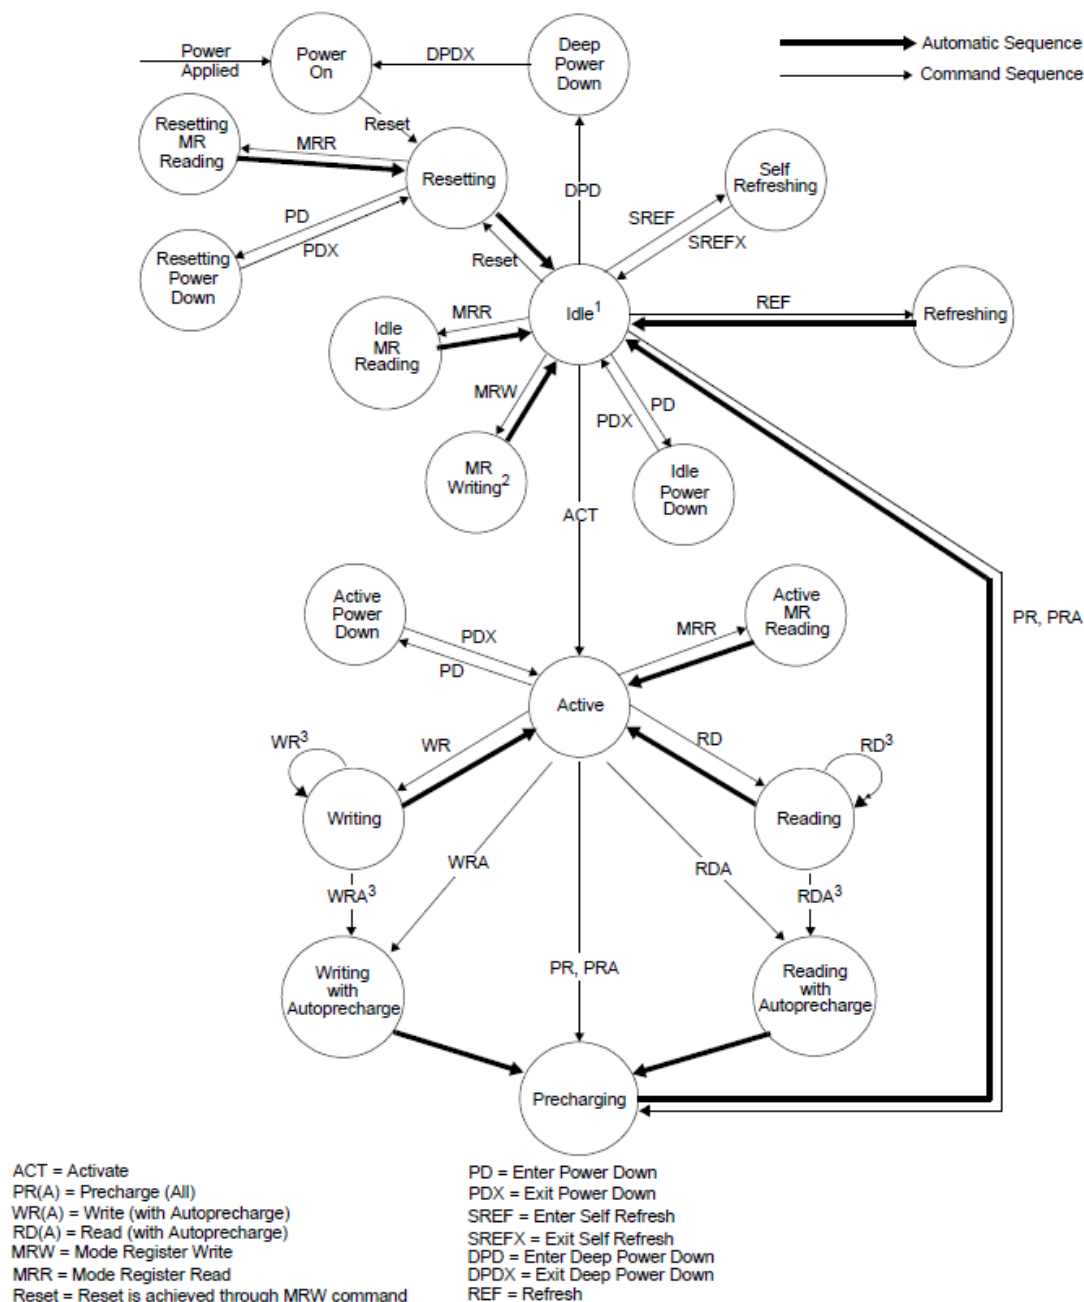 Power
Applied
Power
On
DPDX
Deep
Power
Down
Automatic Sequence
Command Sequence
Reset
Resetting
MR
Reading
MRR
Resetting
PD
PDX
Resetting
Power
Down
DPD
Self
Refreshing
SREF
SREFX
Reset
Idle1
REF
Refreshing
Idle
MR
Reading
MRR
MRW
PD
PDX
MR
Writing2
Idle
Power
Down
ACT
Active
Power
Down
PDX
PD
Active
MR
Reading
MRR
PR, PRA
Active
WR3
WR
RD
RD3
Writing
Reading
WRA
RDA
WRA3
RDA3
Writing
with
Autoprecharge
PR, PRA
Reading
with
Autoprecharge
Precharging
ACT = Activate
PR(A) = Precharge (All)
WR(A) = Write (with Autoprecharge)
RD(A) = Read (with Autoprecharge)
MRW = Mode Register Write
MRR = Mode Register Read
Reset = Reset is achieved through MRW command
PD = Enter Power Down
PDX = Exit Power Down
SREF = Enter Self Refresh
SREFX = Exit Self Refresh
DPD = Enter Deep Power Down
DPDX = Exit Deep Power Down
REF = Refresh